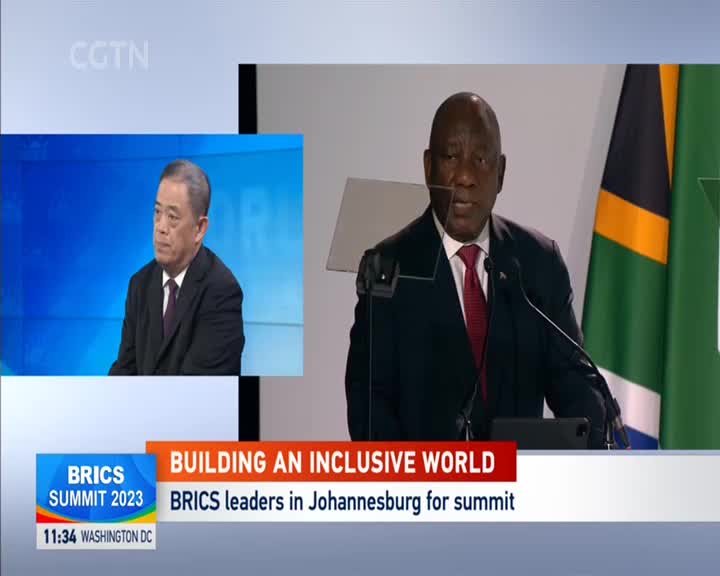 CGTN
BUILDING AN INCLUSIVE WORLD
BRICS
SUMMIT 2023
BRICS leaders in Johannesburg for summit
11:34 WASHINGTON DC